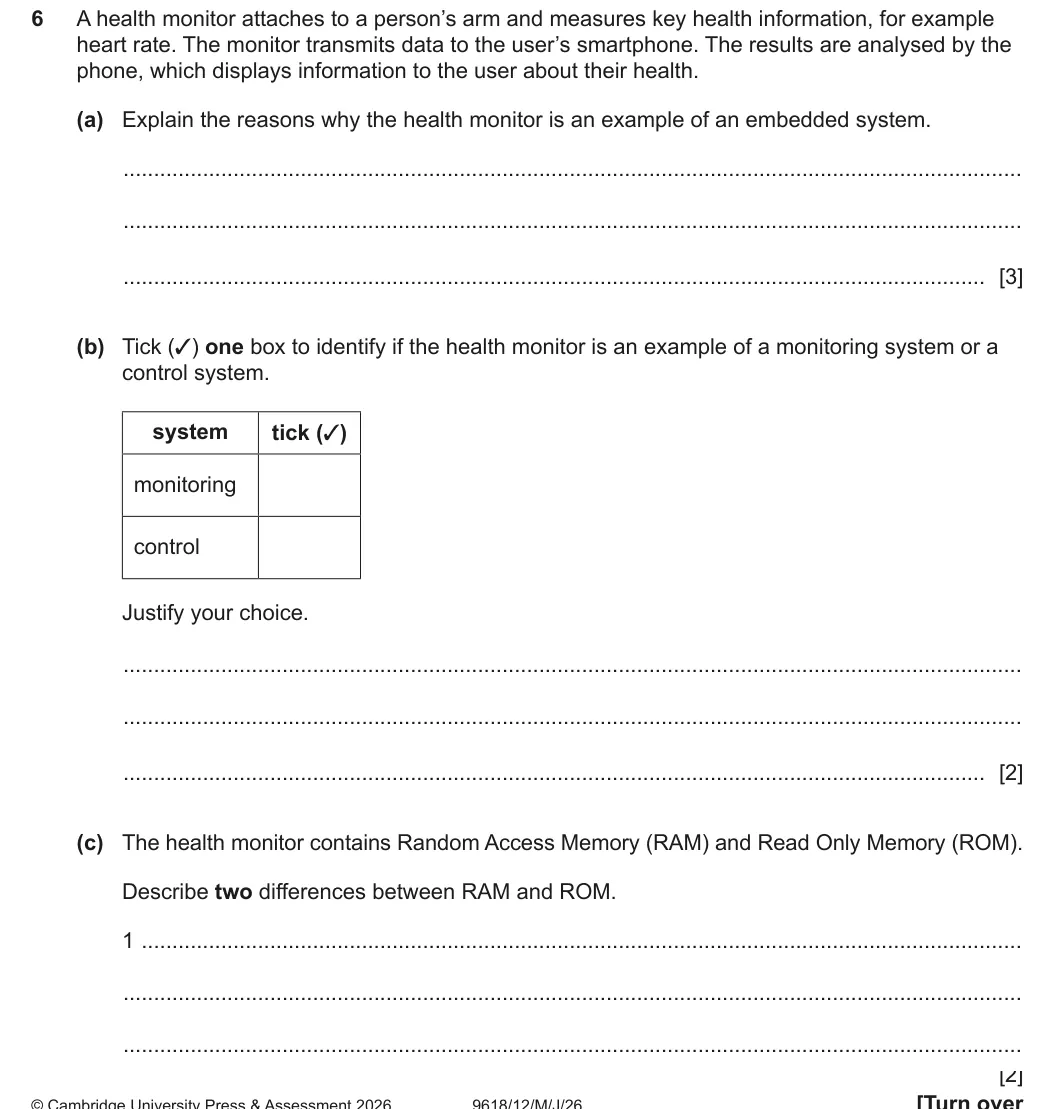 6 A health monitor attaches to a person's arm and measures key health information, for example
heart rate. The monitor transmits data to the user's smartphone. The results are analysed by the
phone, which displays information to the user about their health.
(a) Explain the reasons why the health monitor is an example of an embedded system.
...................................................................................................................................................
...................................................................................................................................................
............................................................................................................................................. [3]
(b) Tick (✓) one box to identify if the health monitor is an example of a monitoring system or a
control system.
system tick (✓)
monitoring
control
Justify your choice.
...................................................................................................................................................
...................................................................................................................................................
............................................................................................................................................. [2]
(c) The health monitor contains Random Access Memory (RAM) and Read Only Memory (ROM).
Describe two differences between RAM and ROM.
1 ................................................................................................................................................
...................................................................................................................................................
...................................................................................................................................................
[2]
© Cambridge University Press & Assessment 2026 9618/12/M/J/26 [Turn over